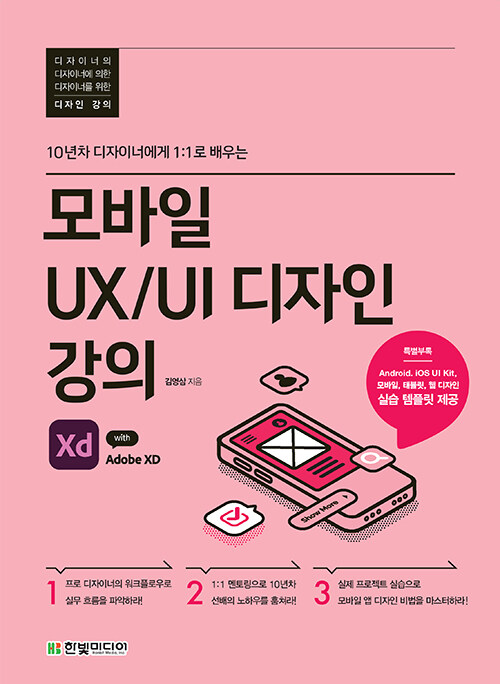 디자이너의
디자이너에 의한
디자이너를 위한
디자인 강의
10년차 디자이너에게 1:1로 배우는
모바일
UX/UI 디자인
강의
김영삼 지음
특별부록
Android, iOS UI Kit,
모바일, 태블릿, 웹 디자인
실습 템플릿 제공
Xd
with
Adobe XD
Show More
1 프로 디자이너의 워크플로우로
실무 흐름을 파악하라!
2 1:1 멘토링으로 10년차
선배의 노하우를 훔쳐라!
3 실제 프로젝트 실습으로
모바일 앱 디자인 비법을 마스터하라!
HB 한빛미디어
Hanbit Media, Inc.